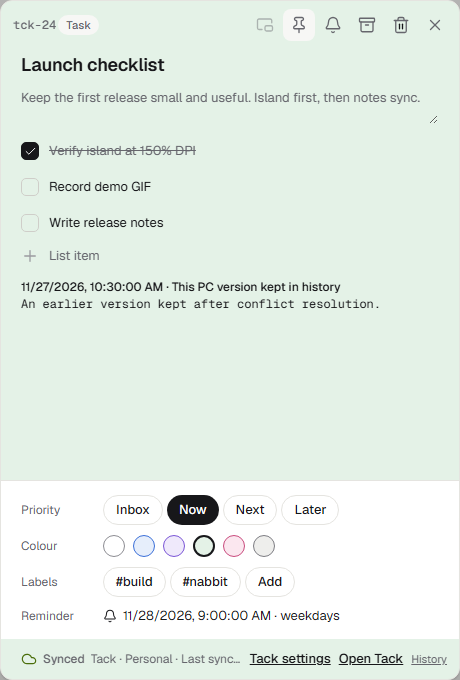 tck-24 Task
Launch checklist
Keep the first release small and useful. Island first, then notes sync.
Verify island at 150% DPI
Record demo GIF
Write release notes
List item
11/27/2026, 10:30:00 AM · This PC version kept in history
An earlier version kept after conflict resolution.
Priority Inbox Now Next Later
Colour
Labels #build #nabbit Add
Reminder 11/28/2026, 9:00:00 AM · weekdays
Synced Tack · Personal · Last sync… Tack settings Open Tack History